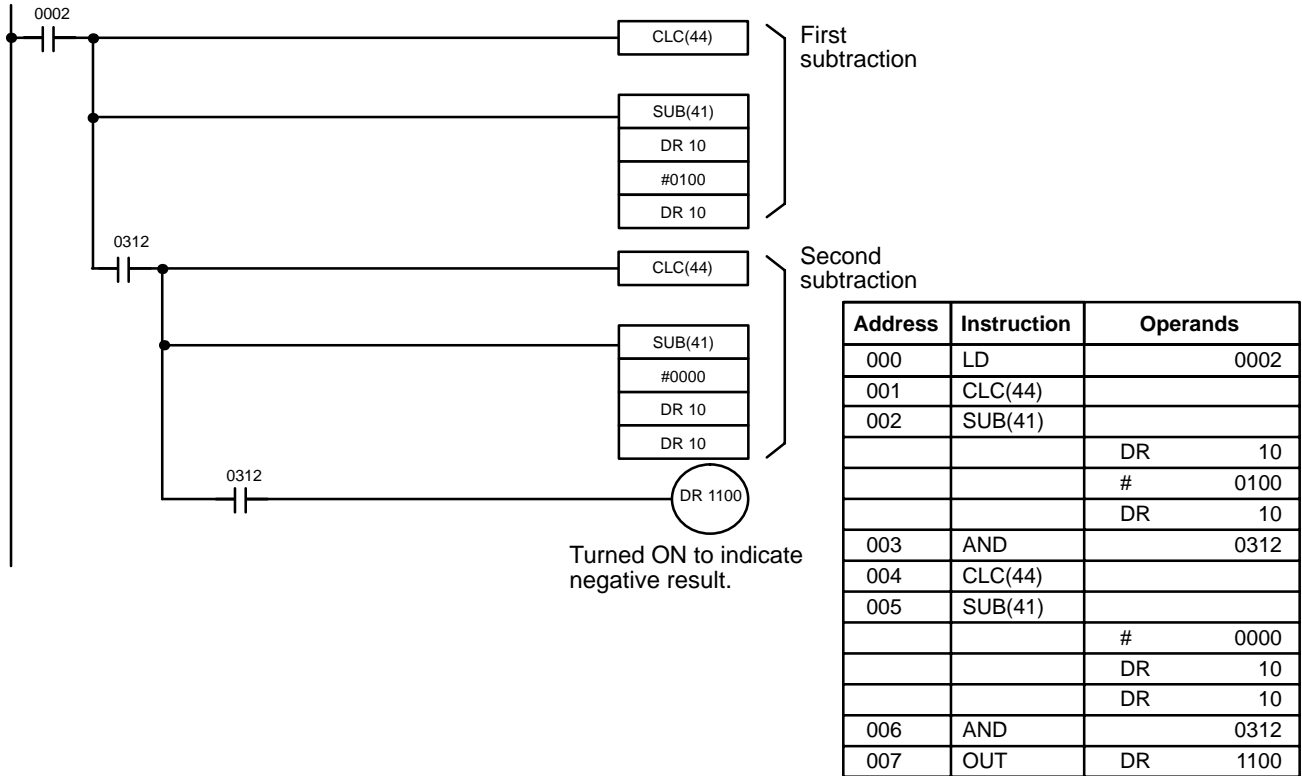 0002
CLC(44)
First
subtraction
SUB(41)
DR 10
#0100
DR 10
0312
CLC(44)
Second
subtraction
SUB(41)
#0000
DR 10
DR 10
0312
DR 1100
Turned ON to indicate
negative result.
Address Instruction Operands
000 LD 0002
001 CLC(44)
002 SUB(41)
DR 10
# 0100
DR 10
003 AND 0312
004 CLC(44)
005 SUB(41)
# 0000
DR 10
DR 10
006 AND 0312
007 OUT DR 1100